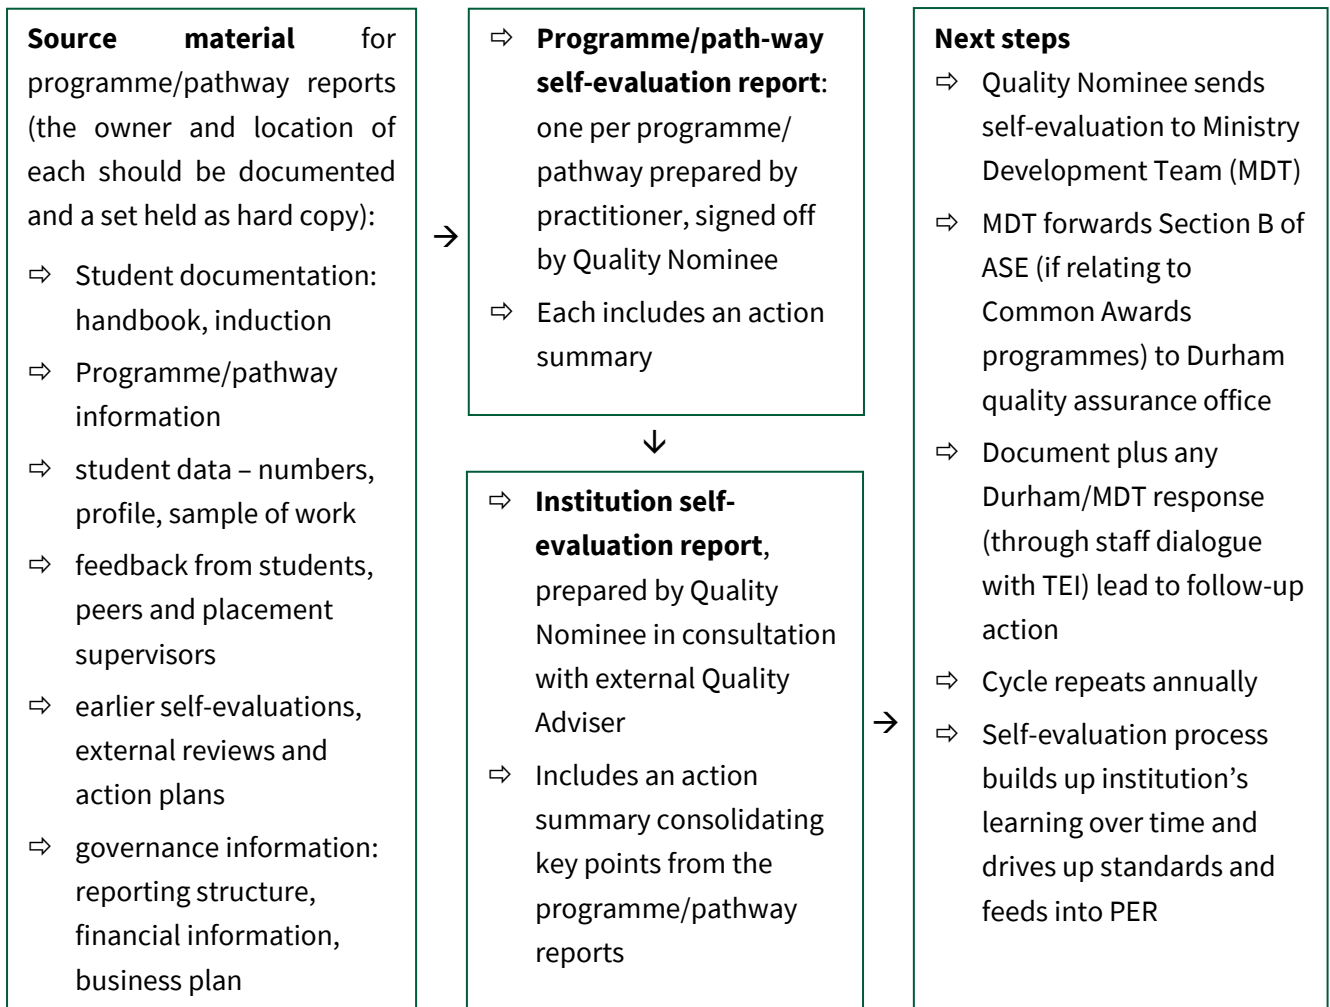 Source material for
programme/pathway reports
(the owner and location of
each should be documented
and a set held as hard copy):
⇨ Student documentation:
handbook, induction
⇨ Programme/pathway
information
⇨ student data – numbers,
profile, sample of work
⇨ feedback from students,
peers and placement
supervisors
⇨ earlier self-evaluations,
external reviews and
action plans
⇨ governance information:
reporting structure,
financial information,
business plan
→
⇨ Programme/path-way
self-evaluation report:
one per programme/
pathway prepared by
practitioner, signed off
by Quality Nominee
⇨ Each includes an action
summary
↓
⇨ Institution self-
evaluation report,
prepared by Quality
Nominee in consultation
with external Quality
Adviser
⇨ Includes an action
summary consolidating
key points from the
programme/pathway
reports
→
Next steps
⇨ Quality Nominee sends
self-evaluation to Ministry
Development Team (MDT)
⇨ MDT forwards Section B of
ASE (if relating to
Common Awards
programmes) to Durham
quality assurance office
⇨ Document plus any
Durham/MDT response
(through staff dialogue
with TEI) lead to follow-up
action
⇨ Cycle repeats annually
⇨ Self-evaluation process
builds up institution’s
learning over time and
drives up standards and
feeds into PER